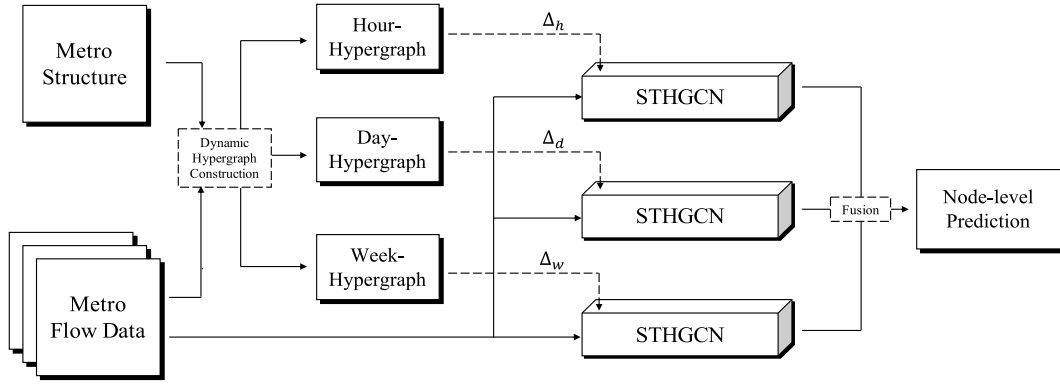 Metro
Structure
Metro
Flow Data
Dynamic
Hypergraph
Construction
Hour-
Hypergraph
Day-
Hypergraph
Week-
Hypergraph
Δh
Δd
Δw
STHGCN
STHGCN
STHGCN
Fusion
Node-level
Prediction